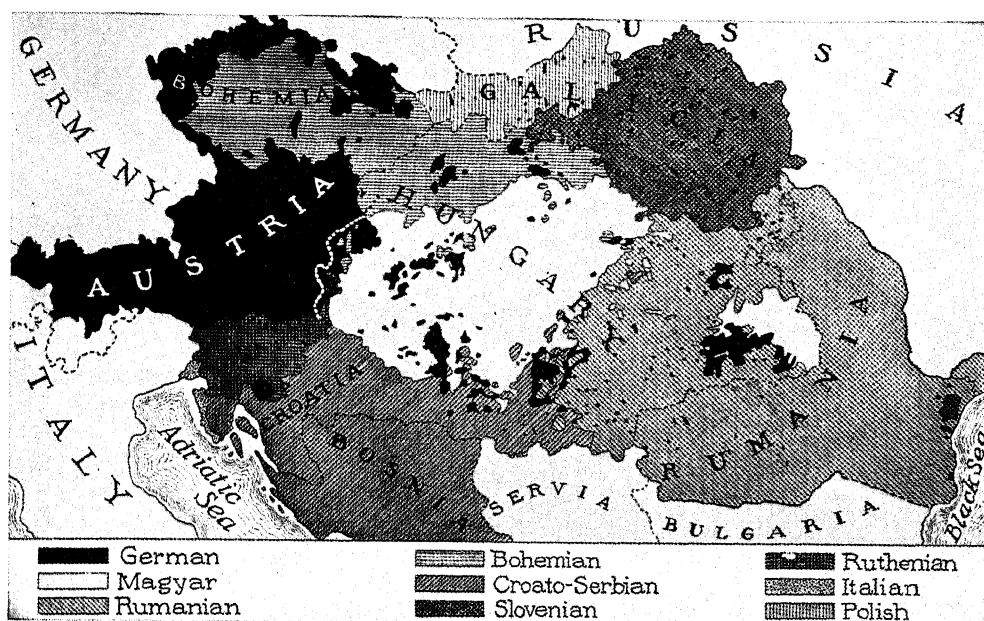 GERMANY
RUSSIA
BOHEMIA
GALICIA
AUSTRIA
HUNGARY
ITALY
CROATIA
BOSNIA
Adriatic
Sea
SERVIA
RUMANIA
BULGARIA
Black Sea
German
Magyar
Rumanian
Bohemian
Croato-Serbian
Slovenian
Ruthenian
Italian
Polish